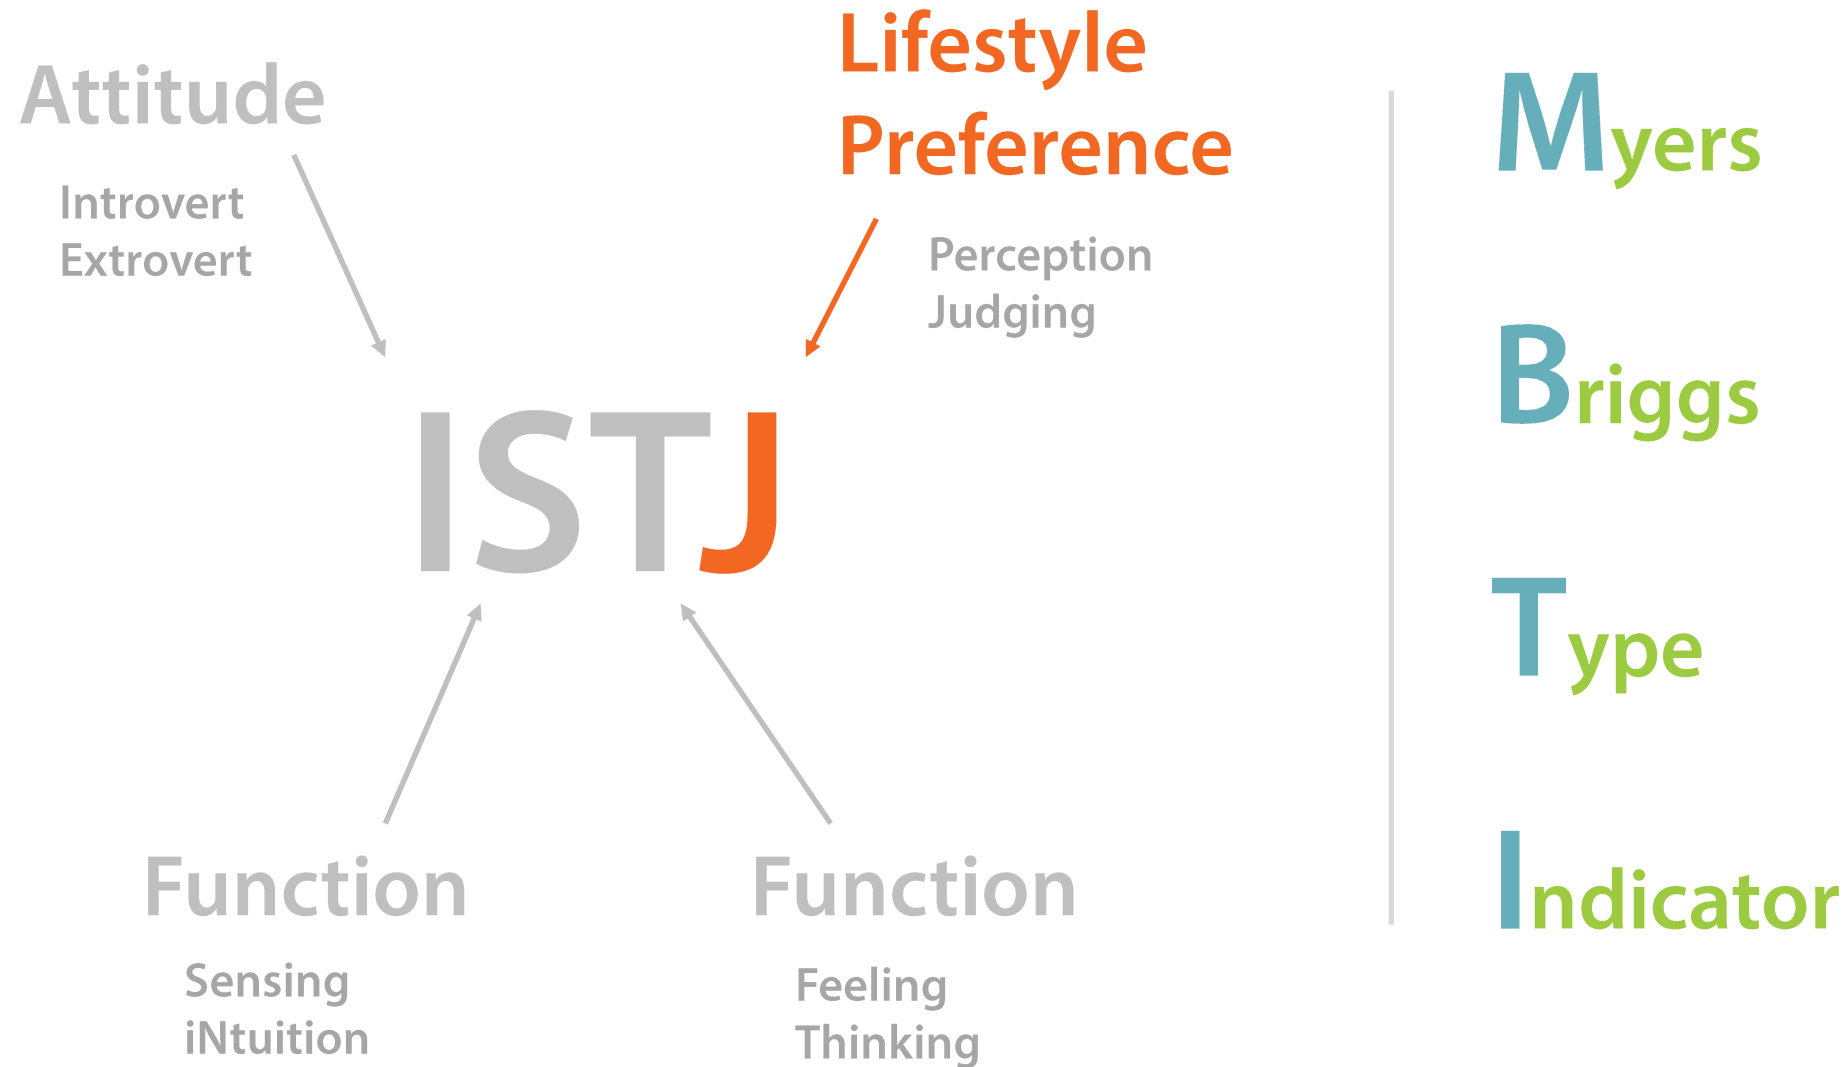 Attitude
Introvert
Extrovert
Lifestyle
Preference
Perception
Judging
ISTJ
Function
Sensing
iNtuition
Function
Feeling
Thinking
Myers
Briggs
Type
Indicator